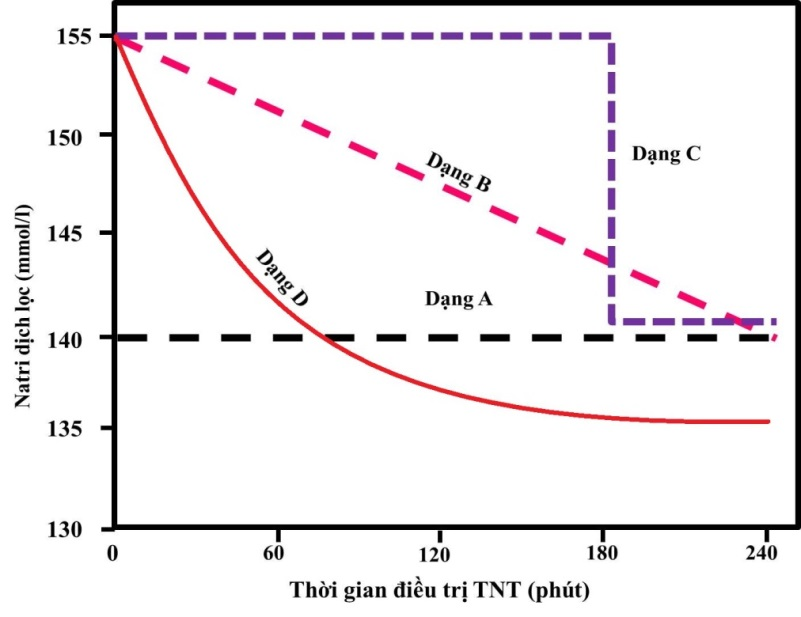 155
150
145
140
135
130
Natri dịch lọc (mmol/l)
Dạng C
Dạng B
Dạng D
Dạng A
0 60 120 180 240
Thời gian điều trị TNT (phút)